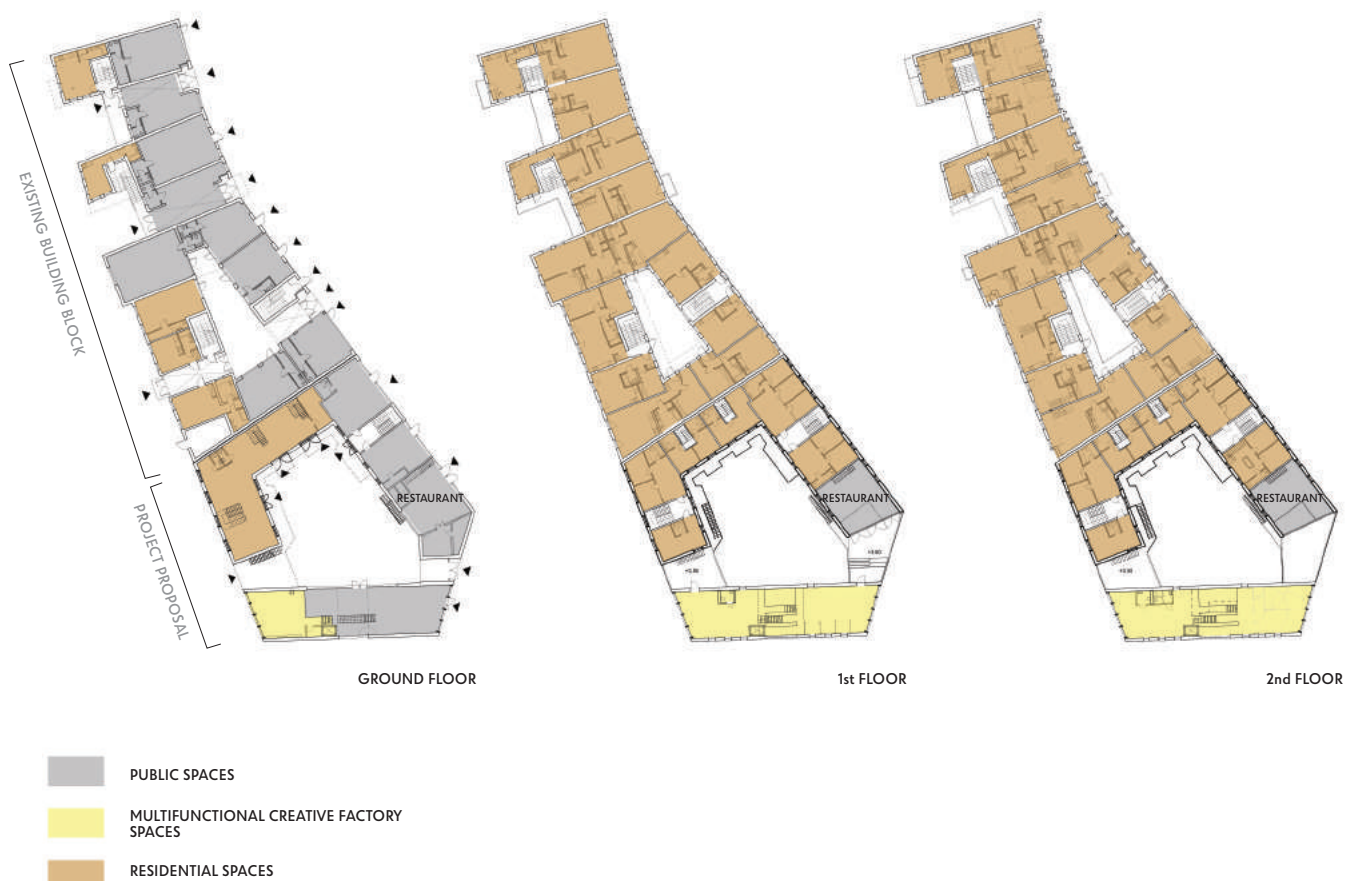 EXISTING BUILDING BLOCK
PROJECT PROPOSAL
RESTAURANT
RESTAURANT
RESTAURANT
GROUND FLOOR
1st FLOOR
2nd FLOOR
PUBLIC SPACES
MULTIFUNCTIONAL CREATIVE FACTORY
SPACES
RESIDENTIAL SPACES